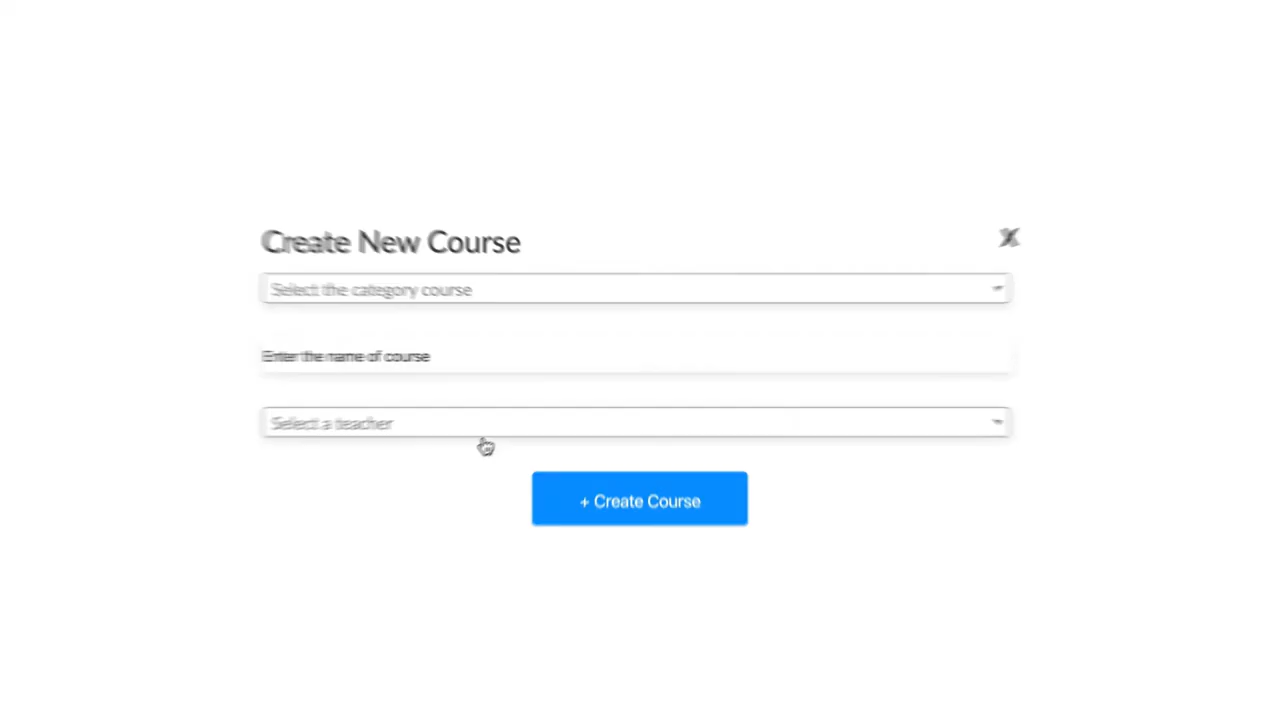 Create New Course
X
Select the category course
Enter the name of course
Select a teacher
+ Create Course